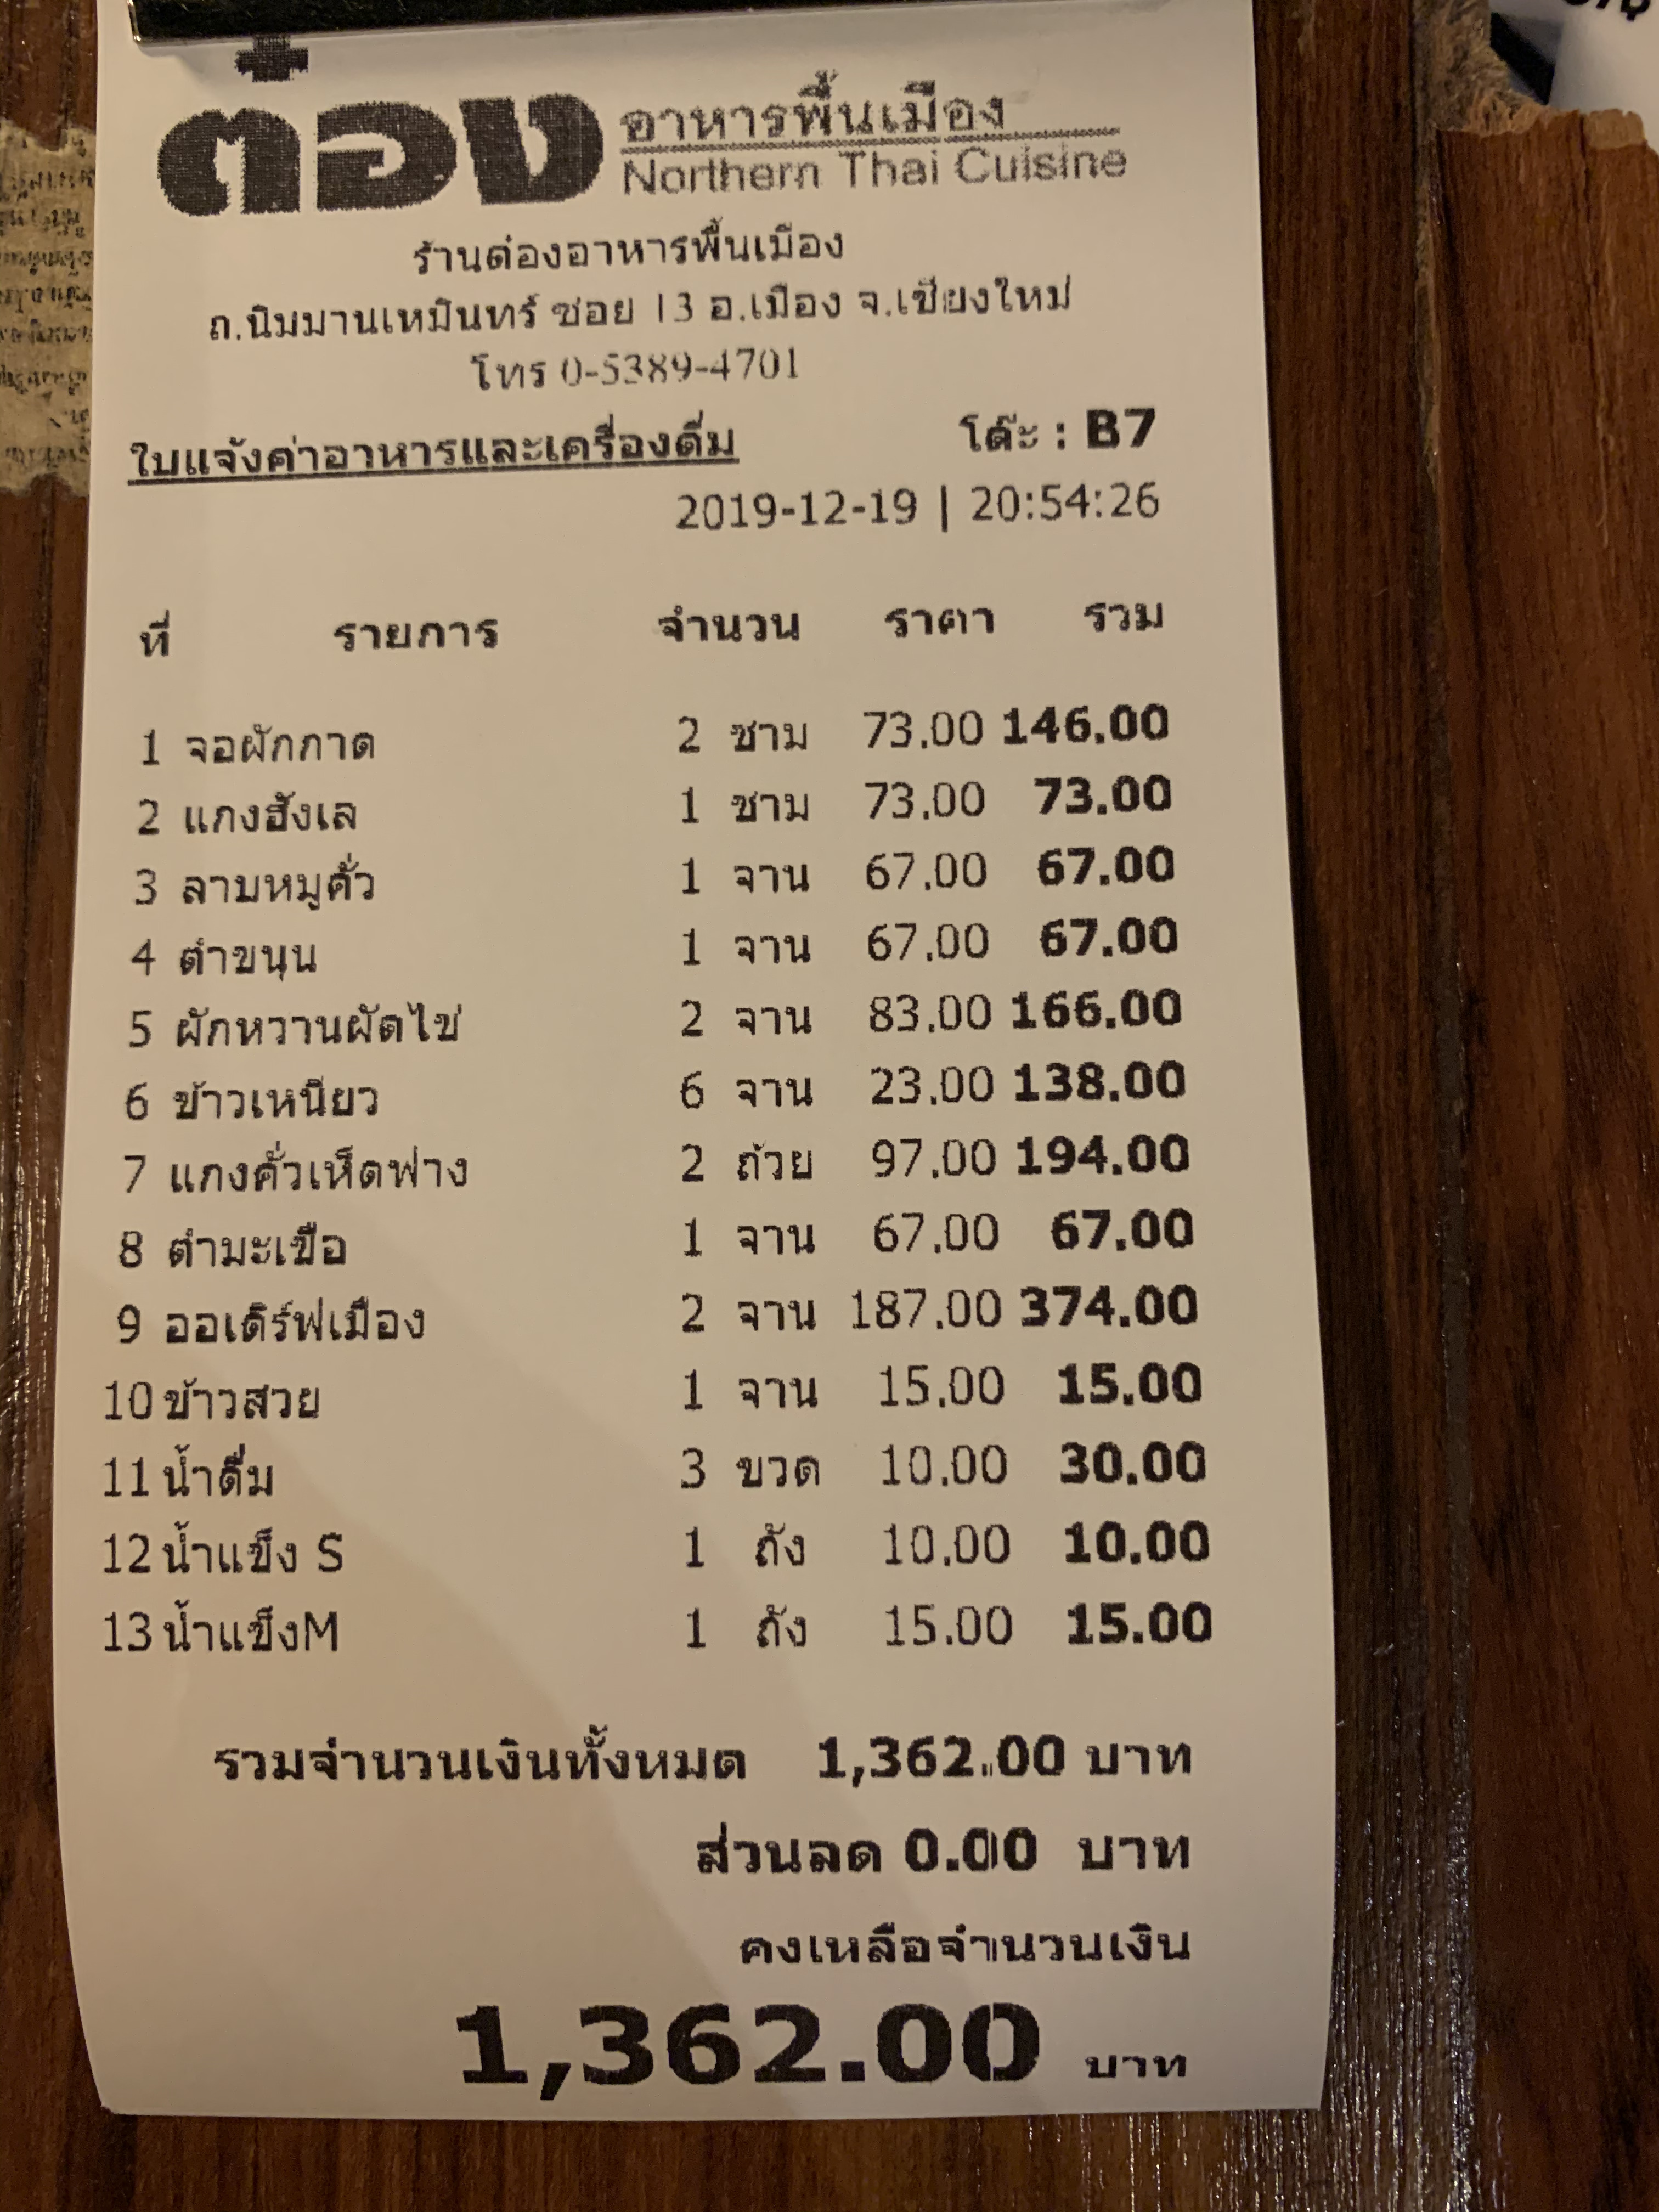 ต๋อง อาหารพื้นเมือง
Northern Thai Cuisine
ร้านต๋องอาหารพื้นเมือง
ถ.นิมมานเหมินทร์ ซอย 13 อ.เมือง จ.เชียงใหม่
โทร 0-5389-4701
ใบแจ้งค่าอาหารและเครื่องดื่ม โต๊ะ : B7
2019-12-19 | 20:54:26
ที่ รายการ จำนวน ราคา รวม
1 จอผักกาด 2 ชาม 73.00 146.00
2 แกงฮังเล 1 ชาม 73.00 73.00
3 ลาบหมูคั่ว 1 จาน 67.00 67.00
4 ตำขนุน 1 จาน 67.00 67.00
5 ผักหวานผัดไข่ 2 จาน 83.00 166.00
6 ข้าวเหนียว 6 จาน 23.00 138.00
7 แกงคั่วเห็ดฟาง 2 ถ้วย 97.00 194.00
8 ตำมะเขือ 1 จาน 67.00 67.00
9 ออเดิร์ฟเมือง 2 จาน 187.00 374.00
10 ข้าวสวย 1 จาน 15.00 15.00
11 น้ำดื่ม 3 ขวด 10.00 30.00
12 น้ำแข็ง S 1 ถัง 10.00 10.00
13 น้ำแข็งM 1 ถัง 15.00 15.00
รวมจำนวนเงินทั้งหมด 1,362.00 บาท
ส่วนลด 0.00 บาท
คงเหลือจำนวนเงิน
1,362.00 บาท